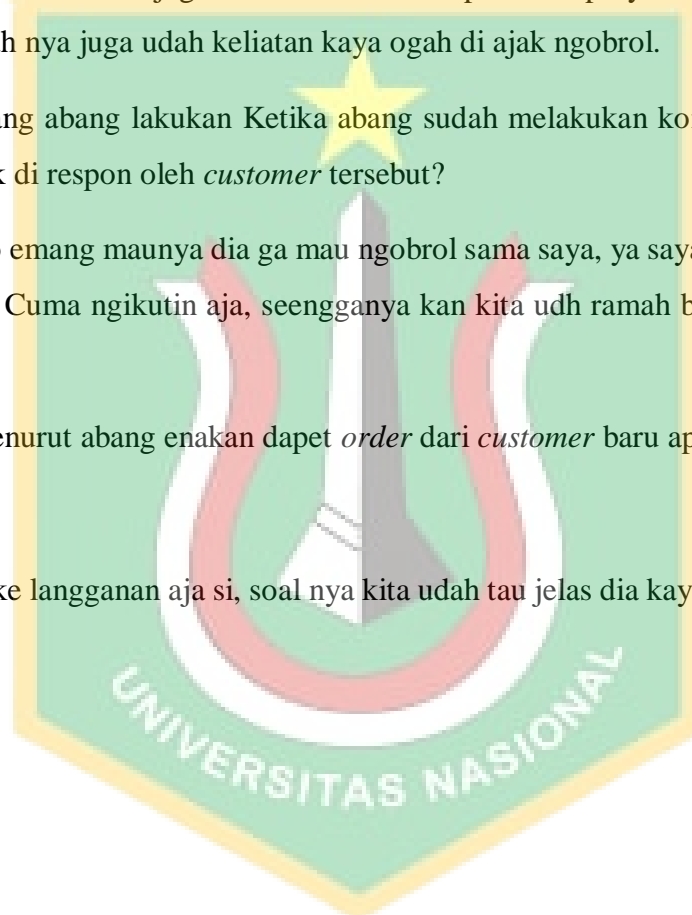 h nya juga udah keliatan kaya ogah di ajak ngobrol.
ang abang lakukan Ketika abang sudah melakukan ko
k di respon oleh customer tersebut?
emang maunya dia ga mau ngobrol sama saya, ya saya
Cuma ngikutin aja, seengganya kan kita udh ramah b
enurut abang enakan dapet order dari customer baru ap
ke langganan aja si, soal nya kita udah tau jelas dia kay
UNIVERSITAS NASIONAL